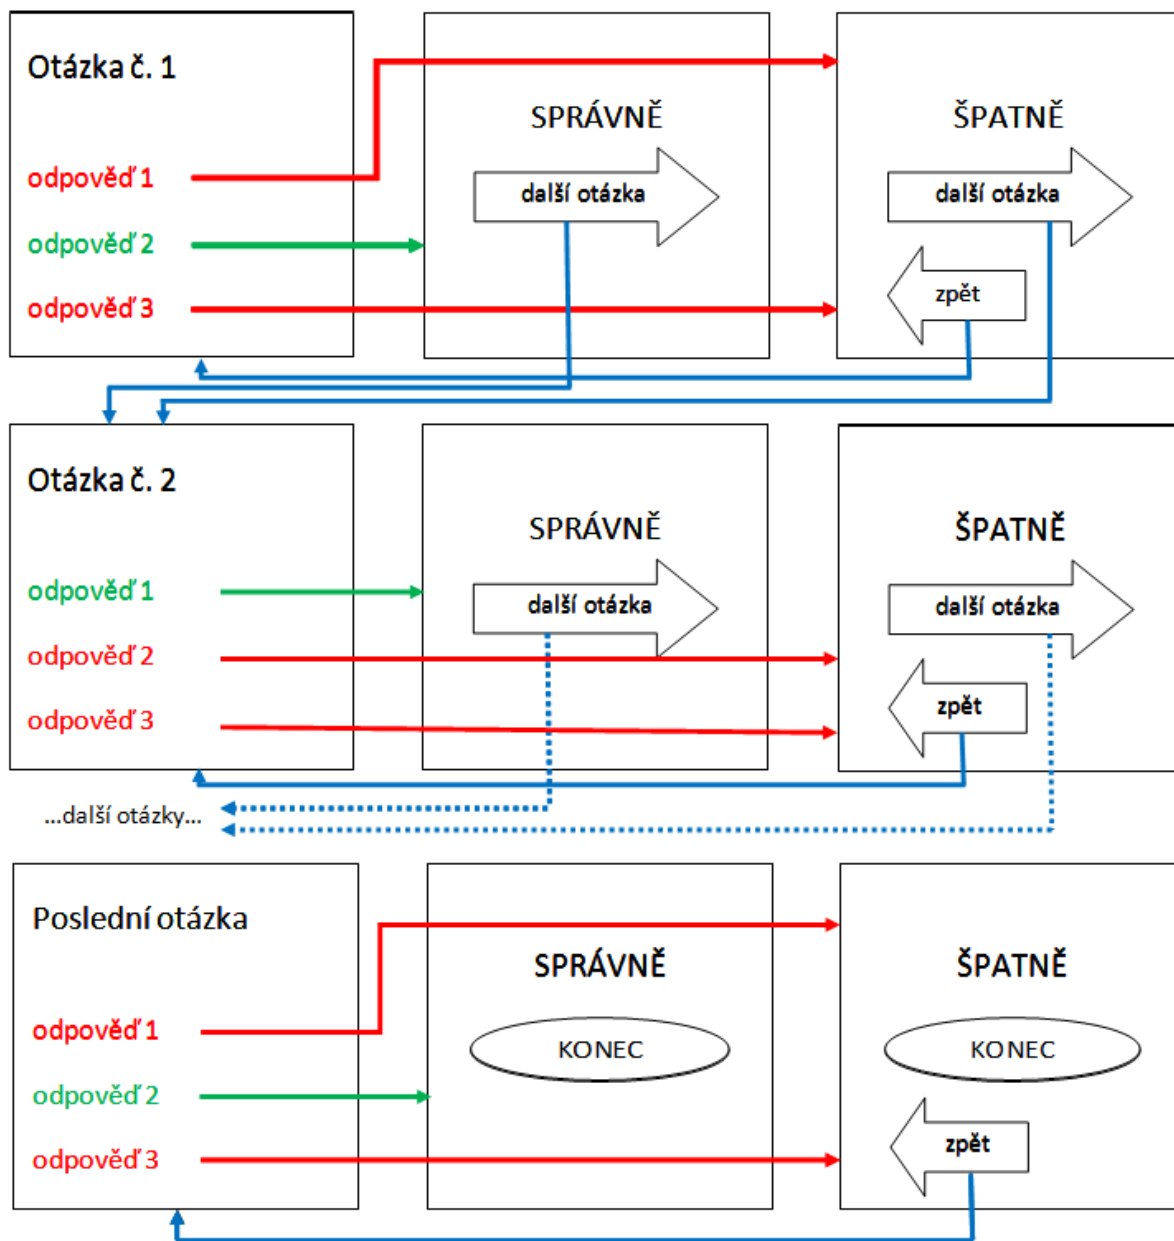 Otázka č. 1
odpověď 1
odpověď 2
odpověď 3
SPRÁVNĚ
další otázka
ŠPATNĚ
další otázka
zpět
Otázka č. 2
odpověď 1
odpověď 2
odpověď 3
SPRÁVNĚ
další otázka
ŠPATNĚ
další otázka
zpět
...další otázky...
Poslední otázka
odpověď 1
odpověď 2
odpověď 3
SPRÁVNĚ
KONEC
ŠPATNĚ
KONEC
zpět